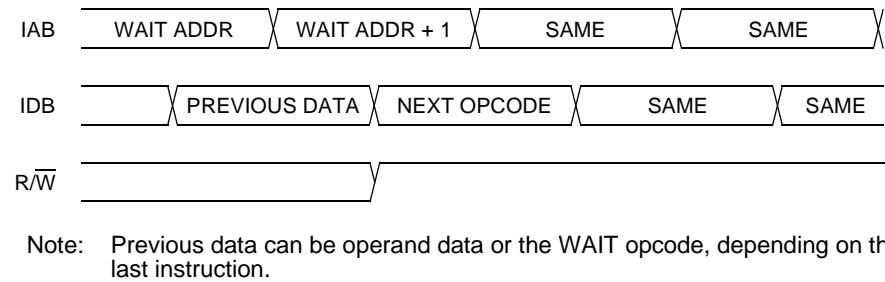 IAB WAIT ADDR WAIT ADDR + 1 SAME SAME
IDB PREVIOUS DATA NEXT OPCODE SAME SAME
R/W̅
Note: Previous data can be operand data or the WAIT opcode, depending on th
last instruction.